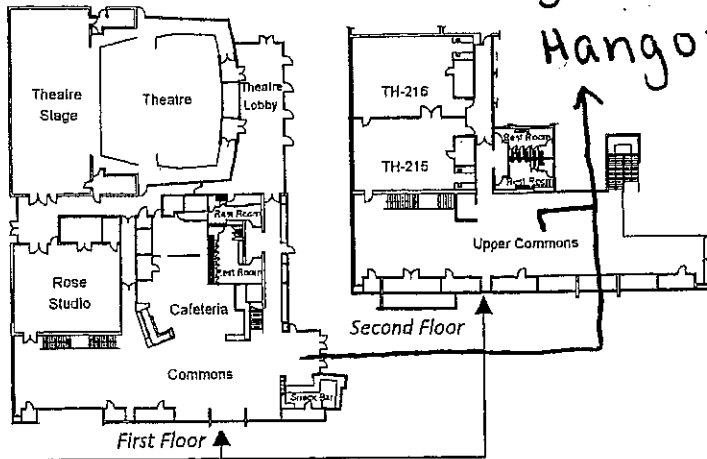 Hango
Theatre
Stage
Theatre
Theatre
Lobby
TH-216
TH-215
Rest Room
Rest Room
Upper Commons
Second Floor
Rest Room
Rest Room
Rose
Studio
Cafeteria
Commons
Snack Bar
First Floor